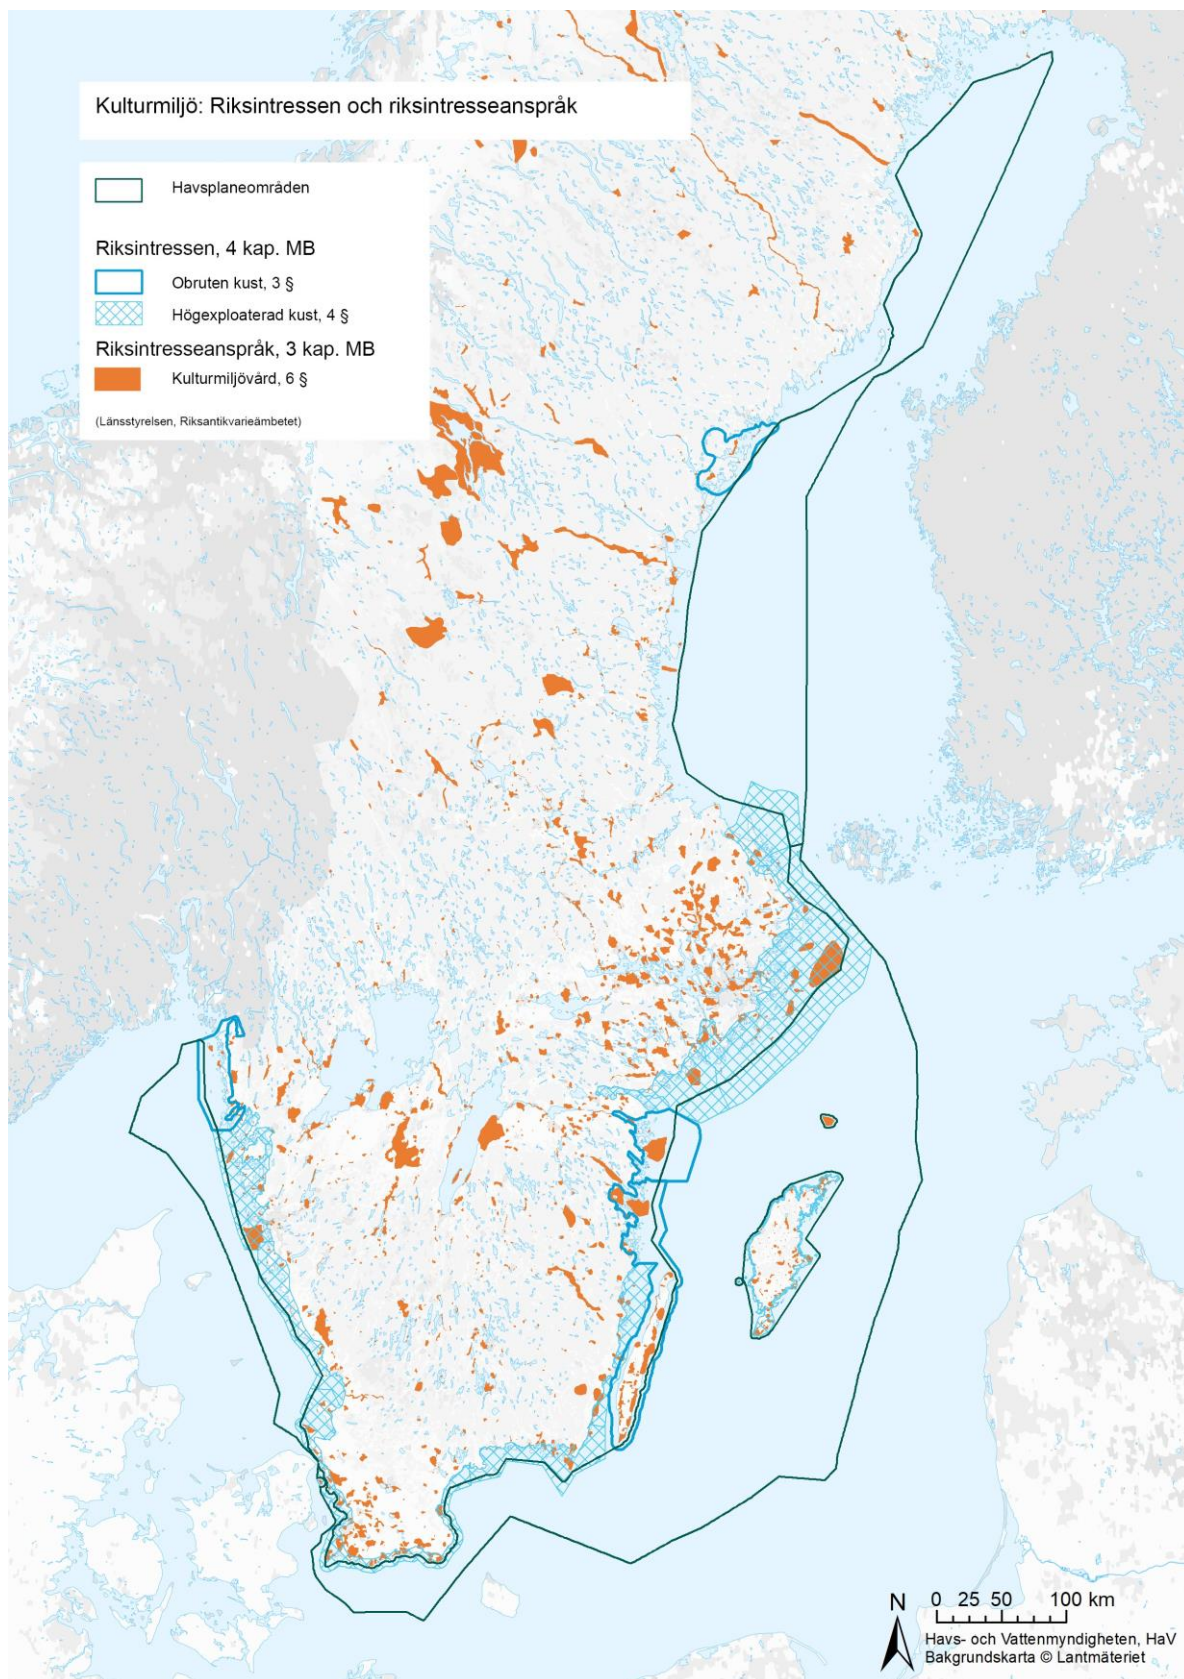 Kulturmiljö: Riksintressen och riksintresseanspråk
Havsplaneområden
Riksintressen, 4 kap. MB
Obruten kust, 3 §
Högexploaterad kust, 4 §
Riksintresseanspråk, 3 kap. MB
Kulturmiljövård, 6 §
(Länsstyrelsen, Riksantikvarieämbetet)
N
0 25 50 100 km
Havs- och Vattenmyndigheten, HaV
Bakgrundskarta © Lantmäteriet